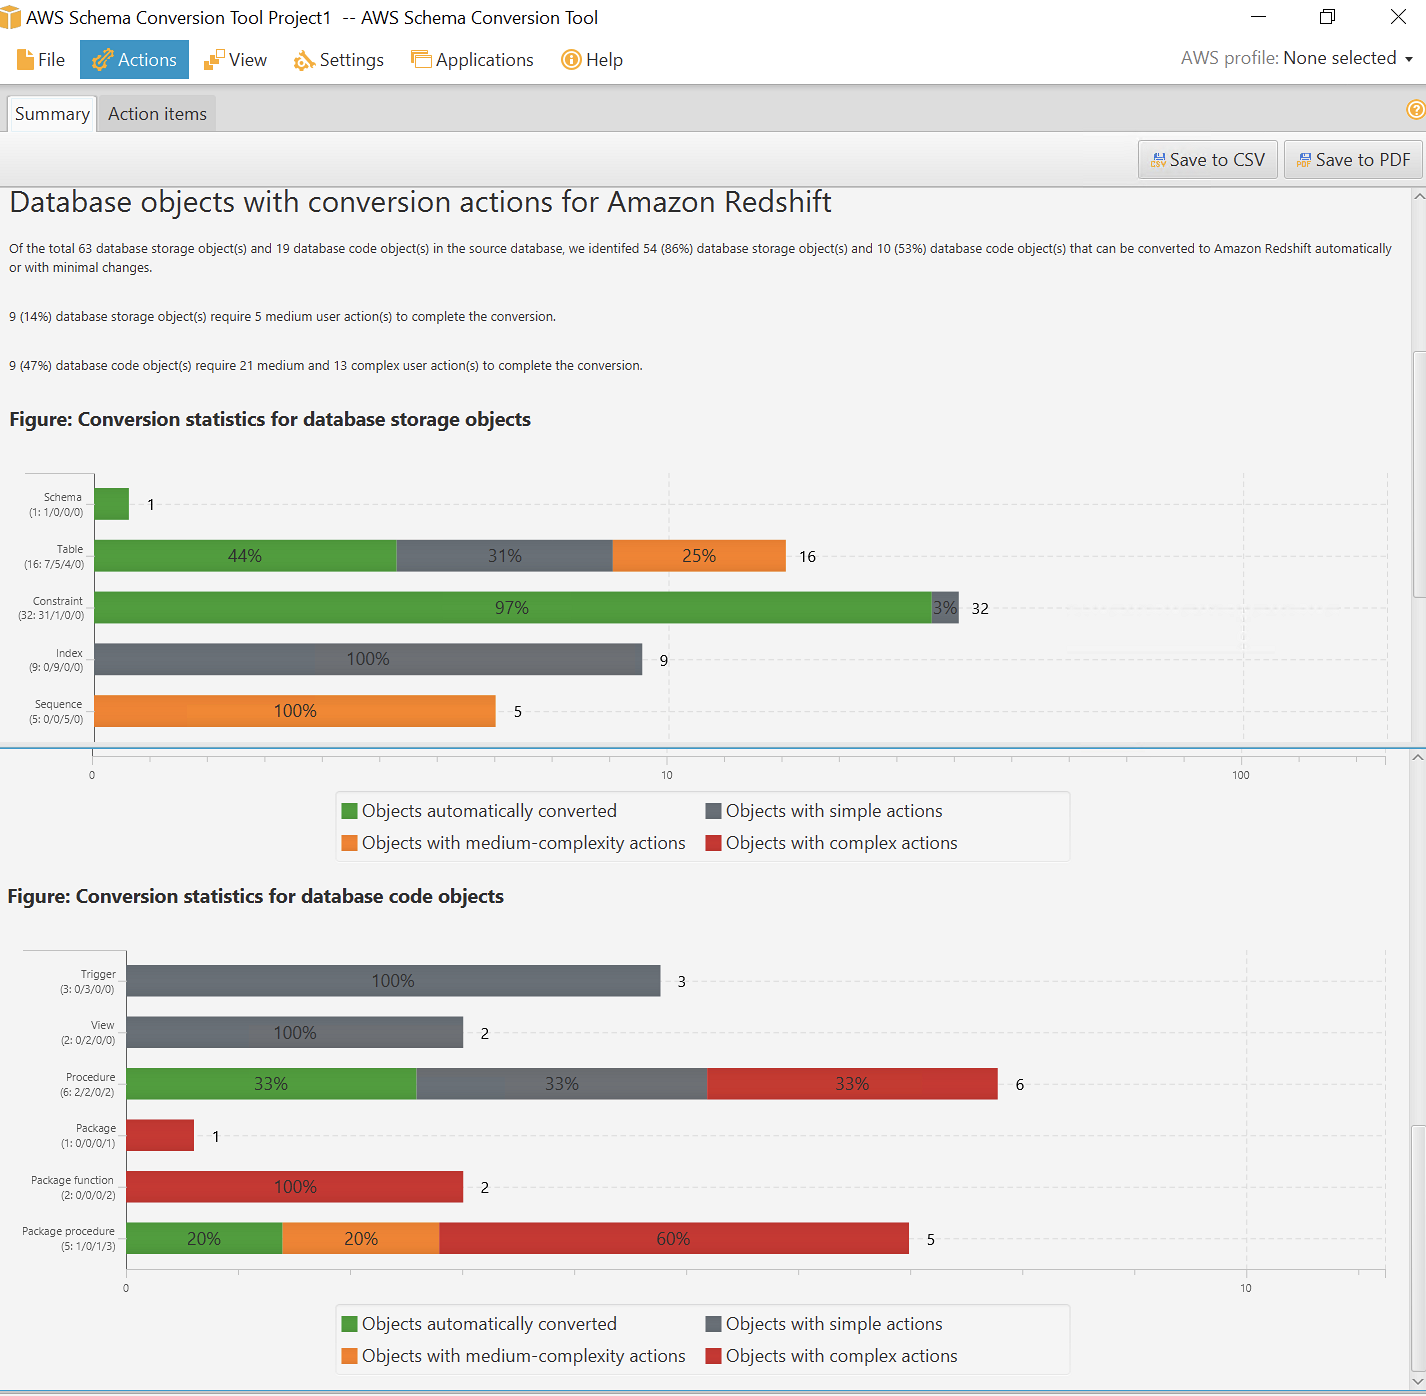 AWS Schema Conversion Tool Project1 -- AWS Schema Conversion Tool
File Actions View Settings Applications Help AWS profile: None selected
Summary Action items
Save to CSV Save to PDF
Database objects with conversion actions for Amazon Redshift
Of the total 63 database storage object(s) and 19 database code object(s) in the source database, we identifed 54 (86%) database storage object(s) and 10 (53%) database code object(s) that can be converted to Amazon Redshift automatically
or with minimal changes.
9 (14%) database storage object(s) require 5 medium user action(s) to complete the conversion.
9 (47%) database code object(s) require 21 medium and 13 complex user action(s) to complete the conversion.
Figure: Conversion statistics for database storage objects
Schema
(1: 1/0/0/0)
1
Table
(16: 7/5/4/0)
44% 31% 25% 16
Constraint
(32: 31/1/0/0)
97% 3% 32
Index
(9: 0/9/0/0)
100% 9
Sequence
(5: 0/0/5/0)
100% 5
0 10 100
Objects automatically converted Objects with simple actions
Objects with medium-complexity actions Objects with complex actions
Figure: Conversion statistics for database code objects
Trigger
(3: 0/3/0/0)
100% 3
View
(2: 0/2/0/0)
100% 2
Procedure
(6: 2/2/0/2)
33% 33% 33% 6
Package
(1: 0/0/0/1)
1
Package function
(2: 0/0/0/2)
100% 2
Package procedure
(5: 1/0/1/3)
20% 20% 60% 5
0 10
Objects automatically converted Objects with simple actions
Objects with medium-complexity actions Objects with complex actions